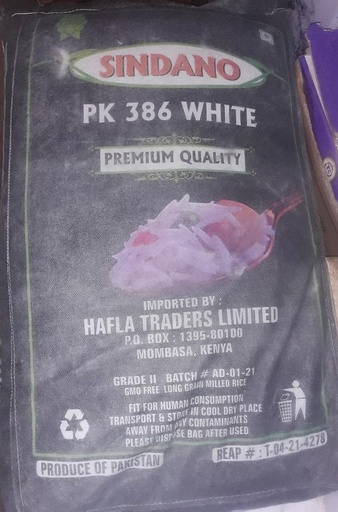 SINDANO
PK 386 WHITE
PREMIUM QUALITY
IMPORTED BY :
HAFLA TRADERS LIMITED
P.O. BOX : 1395-80100
MOMBASA, KENYA
GRADE II BATCH # AD-01-21
GMO FREE LONG GRAIN MILLED RICE
FIT FOR HUMAN CONSUMPTION
TRANSPORT & STORE IN COOL DRY PLACE
AWAY FROM ANY CONTAMINANTS
PLEASE DISPOSE BAG AFTER USED
PRODUCE OF PAKISTAN
REAP # : T-04-21-4278